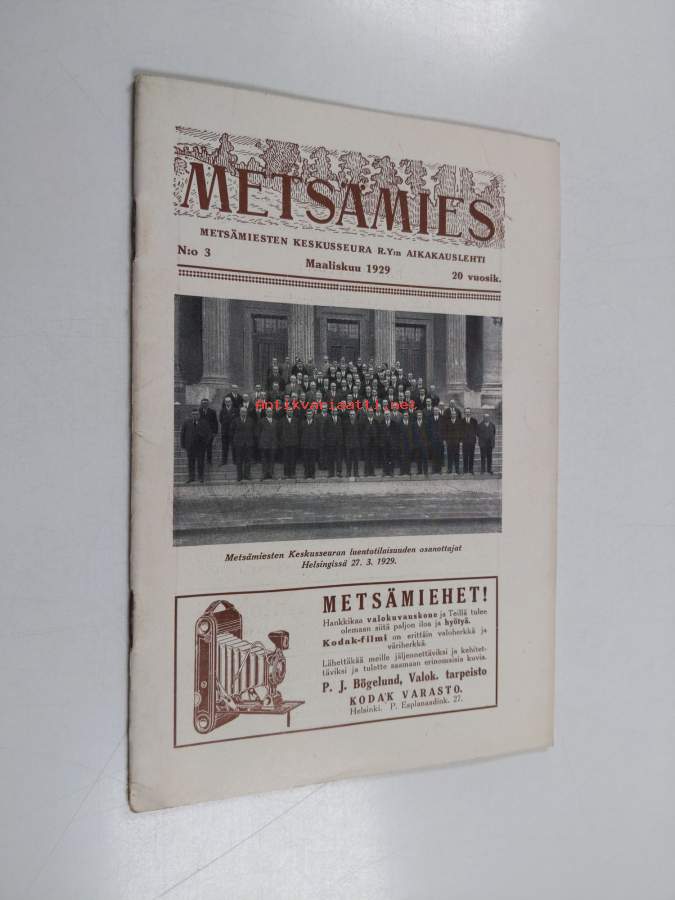 METSÄMIES
METSÄMIESTEN KESKUSSEURA R.Y:n AIKAKAUSLEHTI
N:o 3 Maaliskuu 1929 20 vuosik.
Antikvariaatti.net
Metsämiesten Keskusseuran luentotilaisuuden osanottajat
Helsingissä 27. 3. 1929.
METSÄMIEHET!
Hankkikaa valokuvauskone ja Teillä tulee
olemaan siitä paljon iloa ja hyötyä.
Kodak-filmi on erittäin valoherkkä ja
väriherkkä.
Lähettäkää meille jäljennettäviksi ja kehitet-
täviksi ja tulette saamaan erinomaisia kuvia.
P. J. Bögelund, Valok. tarpeisto
KODAK VARASTO.
Helsinki. P. Esplanaadink. 27.